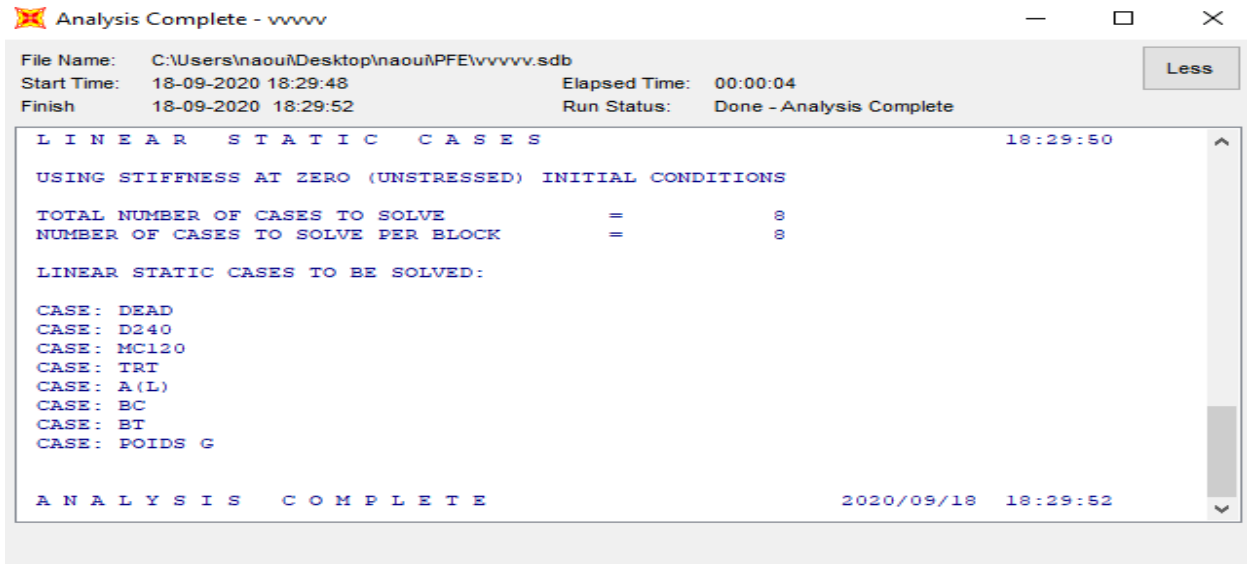 Analysis Complete - vvvvv
File Name: C:\Users\naoui\Desktop\naoui\PFE\vvvvv.sdb
Less
Start Time: 18-09-2020 18:29:48 Elapsed Time: 00:00:04
Finish 18-09-2020 18:29:52 Run Status: Done - Analysis Complete
L I N E A R   S T A T I C   C A S E S 18:29:50
USING STIFFNESS AT ZERO (UNSTRESSED) INITIAL CONDITIONS
TOTAL NUMBER OF CASES TO SOLVE = 8
NUMBER OF CASES TO SOLVE PER BLOCK = 8
LINEAR STATIC CASES TO BE SOLVED:
CASE: DEAD
CASE: D240
CASE: MC120
CASE: TRT
CASE: A(L)
CASE: BC
CASE: BT
CASE: POIDS G
A N A L Y S I S   C O M P L E T E 2020/09/18 18:29:52